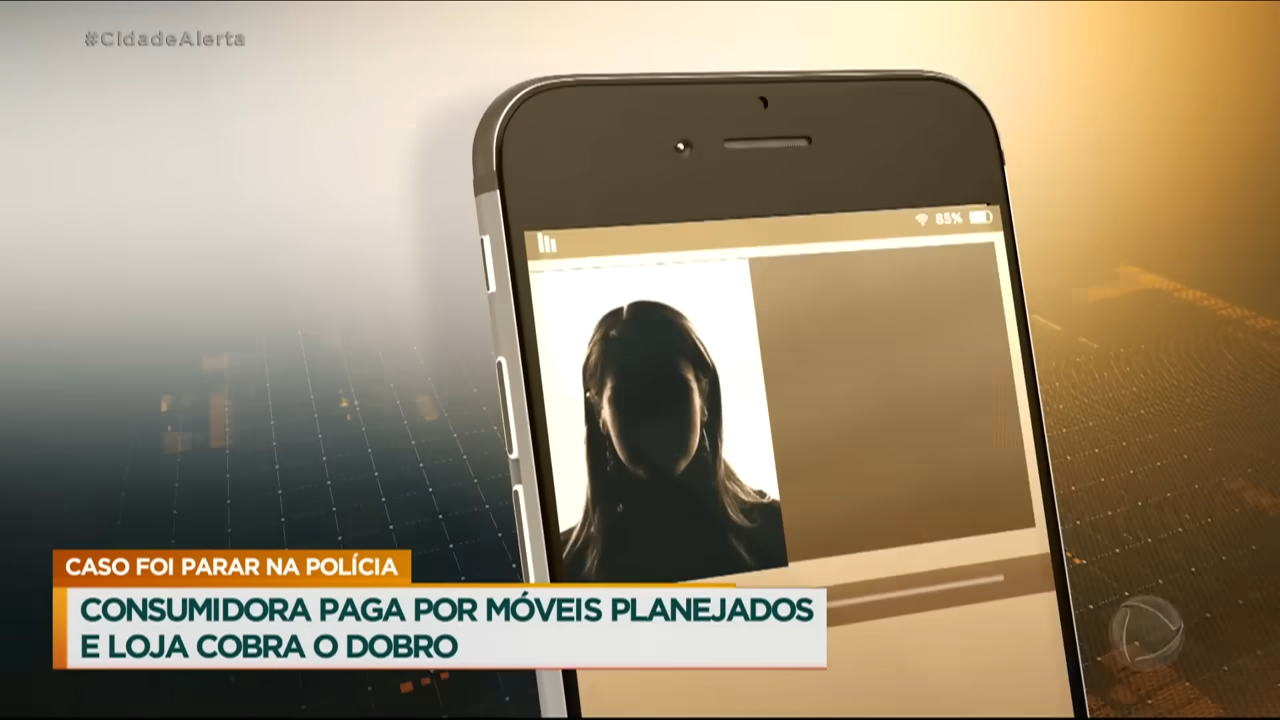 #CidadeAlerta
85%
CASO FOI PARAR NA POLÍCIA
CONSUMIDORA PAGA POR MÓVEIS PLANEJADOS
E LOJA COBRA O DOBRO